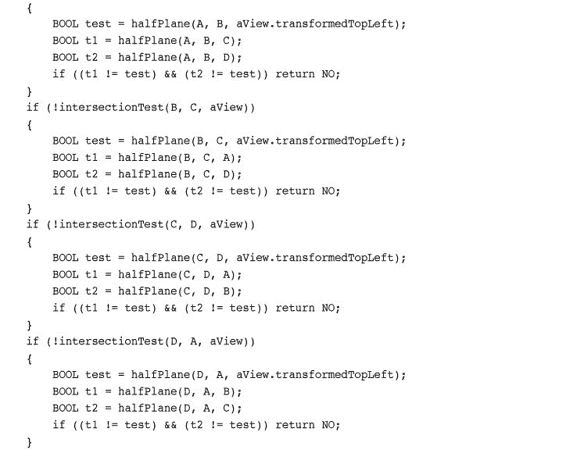 {
    BOOL test = halfPlane(A, B, aView.transformedTopLeft);
    BOOL t1 = halfPlane(A, B, C);
    BOOL t2 = halfPlane(A, B, D);
    if ((t1 != test) && (t2 != test)) return NO;
}
if (!intersectionTest(B, C, aView))
{
    BOOL test = halfPlane(B, C, aView.transformedTopLeft);
    BOOL t1 = halfPlane(B, C, A);
    BOOL t2 = halfPlane(B, C, D);
    if ((t1 != test) && (t2 != test)) return NO;
}
if (!intersectionTest(C, D, aView))
{
    BOOL test = halfPlane(C, D, aView.transformedTopLeft);
    BOOL t1 = halfPlane(C, D, A);
    BOOL t2 = halfPlane(C, D, B);
    if ((t1 != test) && (t2 != test)) return NO;
}
if (!intersectionTest(D, A, aView))
{
    BOOL test = halfPlane(D, A, aView.transformedTopLeft);
    BOOL t1 = halfPlane(D, A, B);
    BOOL t2 = halfPlane(D, A, C);
    if ((t1 != test) && (t2 != test)) return NO;
}